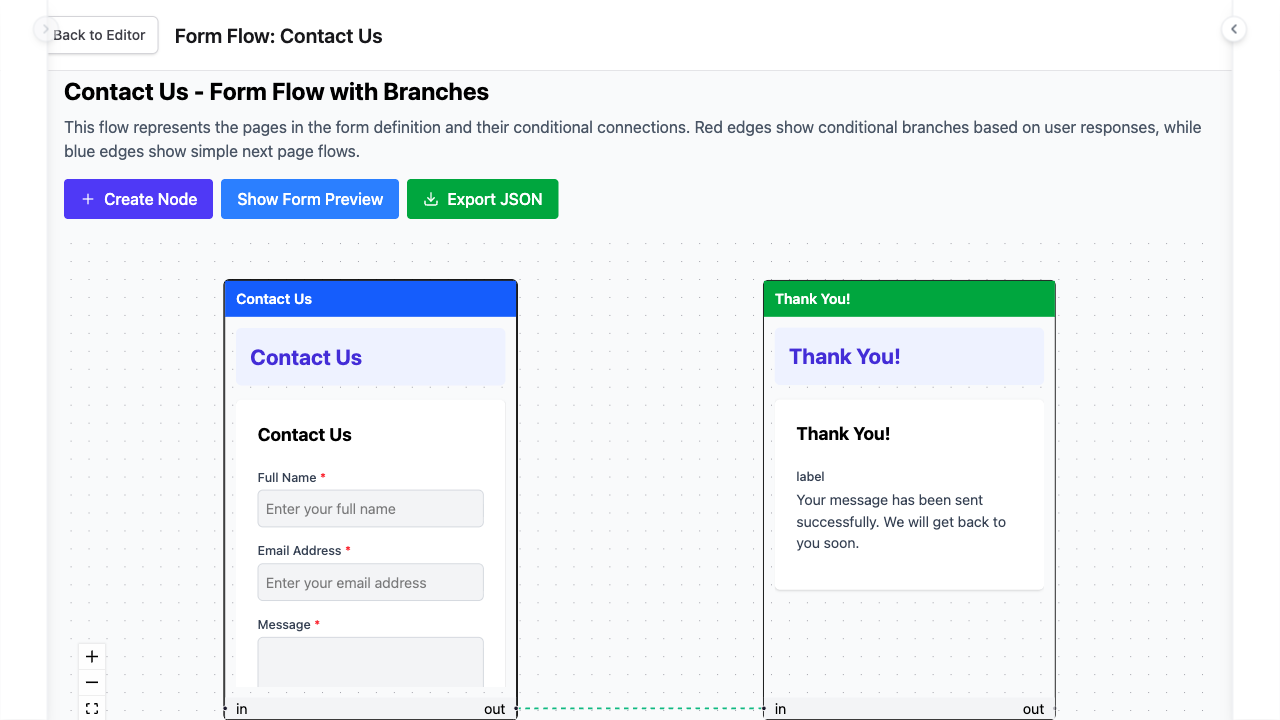 Back to Editor
Form Flow: Contact Us
Contact Us - Form Flow with Branches
This flow represents the pages in the form definition and their conditional connections. Red edges show conditional branches based on user responses, while
blue edges show simple next page flows.
Create Node
Show Form Preview
Export JSON
Contact Us
Contact Us
Contact Us
Full Name *
Enter your full name
Email Address *
Enter your email address
Message *
in
out
Thank You!
Thank You!
Thank You!
label
Your message has been sent
successfully. We will get back to
you soon.
in
out